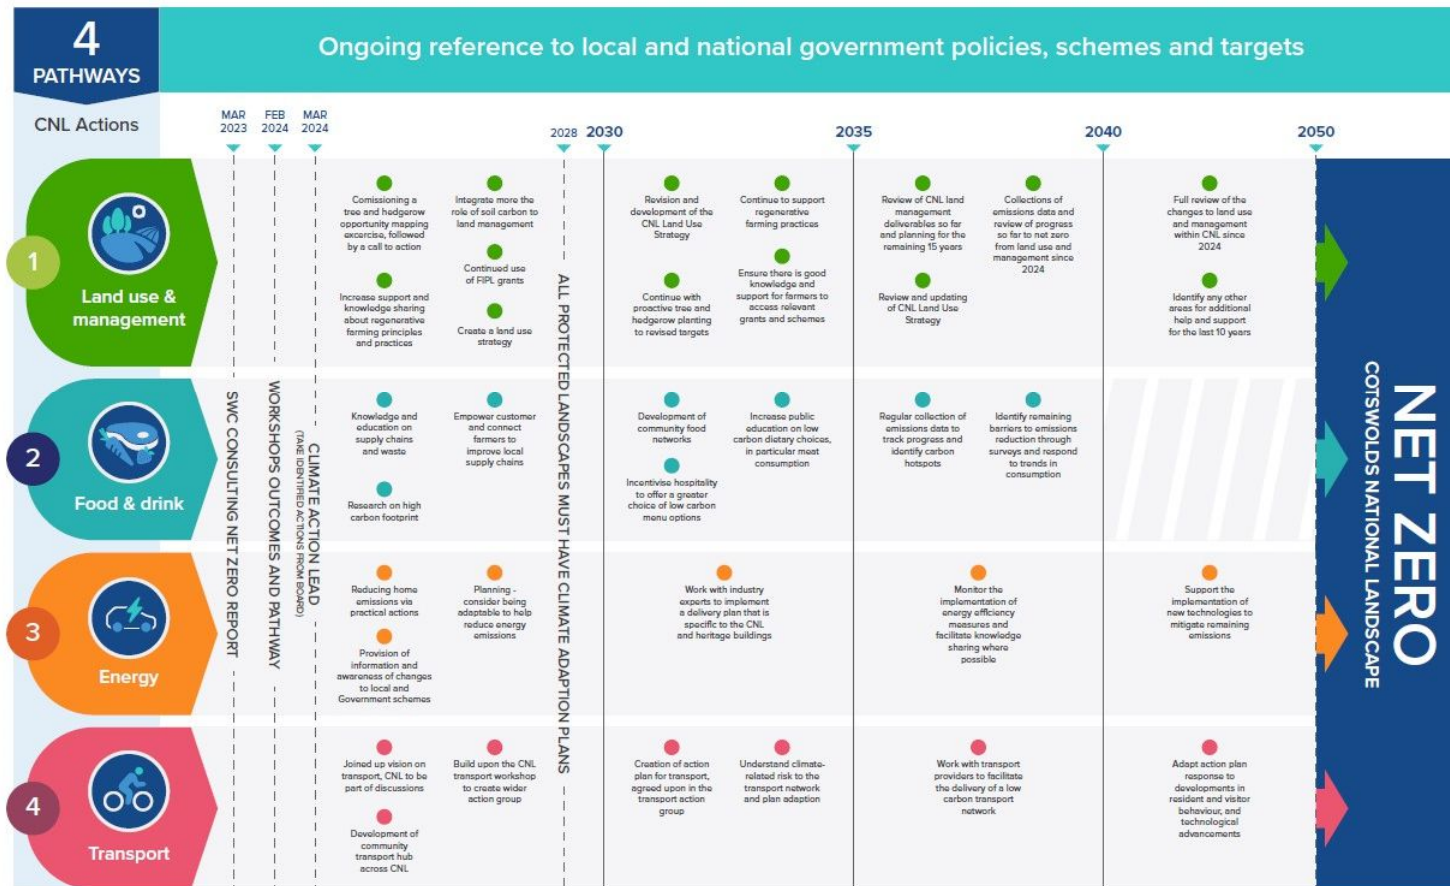 4
PATHWAYS
Ongoing reference to local and national government policies, schemes and targets
CNL Actions
MAR
2023
FEB
2024
MAR
2024
2028
2030
2035
2040
2050
1
Land use &
management
Comissioning a
tree and hedgerow
opportunity mapping
excercise, followed
by a call to action
Increase support and
knowledge sharing
about regenerative
farming principles
and practices
Integrate more the
role of soil carbon to
land management
Continued use
of FIPL grants
Create a land use
strategy
Revision and
development of the
CNL Land Use
Strategy
Continue with
proactive tree and
hedgerow planting
to revised targets
Continue to support
regenerative
farming practices
Ensure there is good
knowledge and
support for farmers to
access relevant
grants and schemes
Review of CNL land
management
deliverables so far
and planning for the
remaining 15 years
Review and updating
of CNL Land Use
Strategy
Collections of
emissions data and
review of progress
so far to net zero
from land use and
management since
2024
Full review of the
changes to land use
and management
within CNL since
2024
Identify any other
areas for additional
help and support
for the last 10 years
2
Food & drink
Knowledge and
education on
supply chains
and waste
Research on high
carbon footprint
Empower customer
and connect
farmers to
improve local
supply chains
Development of
community food
networks
Incentivise hospitality
to offer a greater
choice of low carbon
menu options
Increase public
education on low
carbon dietary choices,
in particular meat
consumption
Regular collection of
emissions data to
track progress and
identify carbon
hotspots
Identify remaining
barriers to emissions
reduction through
surveys and respond
to trends in
consumption
3
Energy
Reducing home
emissions via
practical actions
Provision of
information and
awareness of changes
to local and
Government schemes
Planning -
consider being
adaptable to help
reduce energy
emissions
Work with industry
experts to implement
a delivery plan that is
specific to the CNL
and heritage buildings
Monitor the
implementation of
energy efficiency
measures and
facilitate knowledge
sharing where
possible
Support the
implementation of
new technologies to
mitigate remaining
emissions
4
Transport
Joined up vision on
transport, CNL to be
part of discussions
Development of
community
transport hub
across CNL
Build upon the CNL
transport workshop
to create wider
action group
Creation of action
plan for transport,
agreed upon in the
transport action
group
Understand climate-
related risk to the
transport network
and plan adaption
Work with transport
providers to facilitate
the delivery of a low
carbon transport
network
Adapt action plan
response to
developments in
resident and visitor
behaviour, and
technological
advancements
SWC CONSULTING NET ZERO REPORT
WORKSHOPS OUTCOMES AND PATHWAY
CLIMATE ACTION LEAD
(TAKE IDENTIFIED ACTIONS FROM BOARD)
ALL PROTECTED LANDSCAPES MUST HAVE CLIMATE ADAPTION PLANS
NET ZERO
COTSWOLDS NATIONAL LANDSCAPE